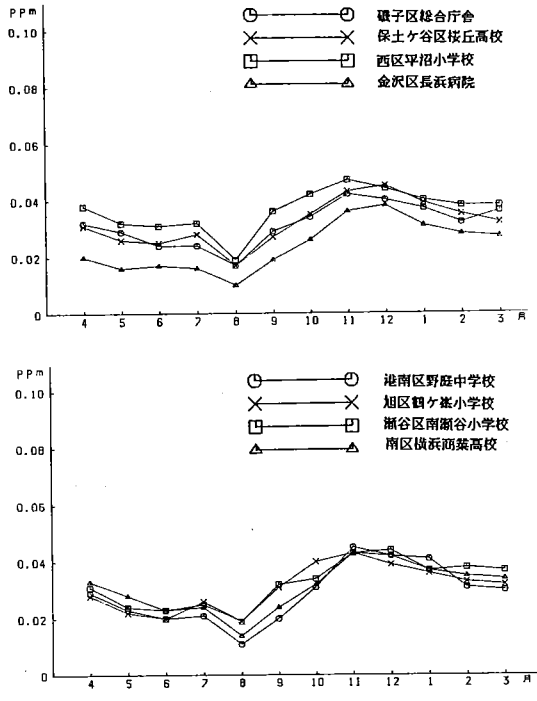 PPm
0.10
0.08
0.06
0.04
0.02
0
磯子区総合庁舎
保土ケ谷区桜丘高校
西区平沼小学校
金沢区長浜病院
4 5 6 7 8 9 10 11 12 1 2 3 月
PPm
0.10
0.08
0.06
0.04
0.02
0
港南区野庭中学校
旭区鶴ケ峯小学校
瀬谷区南瀬谷小学校
南区横浜商業高校
4 5 6 7 8 9 10 11 12 1 2 3 月